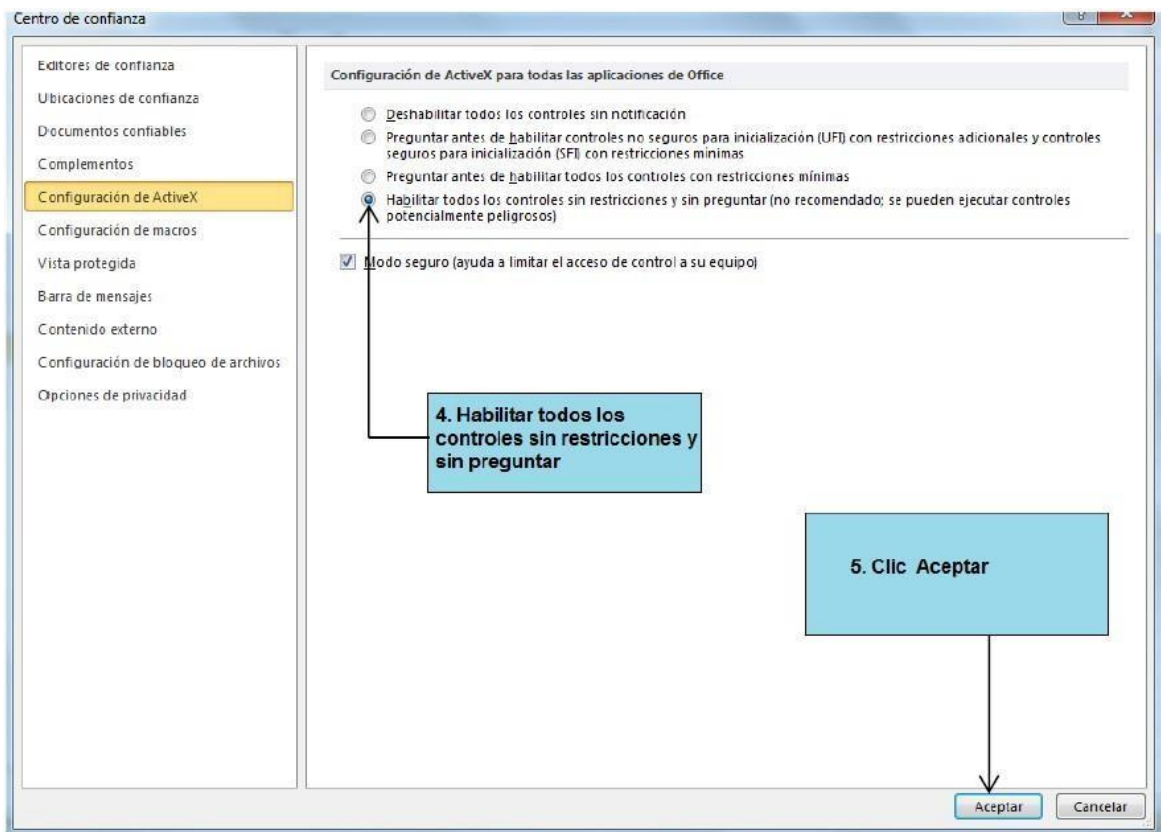 Centro de confianza
Editores de confianza
Ubicaciones de confianza
Documentos confiables
Complementos
Configuración de ActiveX
Configuración de macros
Vista protegida
Barra de mensajes
Contenido externo
Configuración de bloqueo de archivos
Opciones de privacidad
Configuración de ActiveX para todas las aplicaciones de Office
Deshabilitar todos los controles sin notificación
Preguntar antes de habilitar controles no seguros para inicialización (UFI) con restricciones adicionales y controles
seguros para inicialización (SFI) con restricciones mínimas
Preguntar antes de habilitar todos los controles con restricciones mínimas
Habilitar todos los controles sin restricciones y sin preguntar (no recomendado; se pueden ejecutar controles
potencialmente peligrosos)
Modo seguro (ayuda a limitar el acceso de control a su equipo)
4. Habilitar todos los
controles sin restricciones y
sin preguntar
5. Clic Aceptar
Aceptar
Cancelar